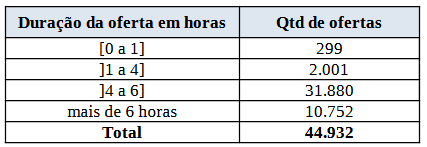 Duração da oferta em horas Qtd de ofertas
[0 a 1] 299
]1 a 4] 2.001
]4 a 6] 31.880
mais de 6 horas 10.752
Total 44.932